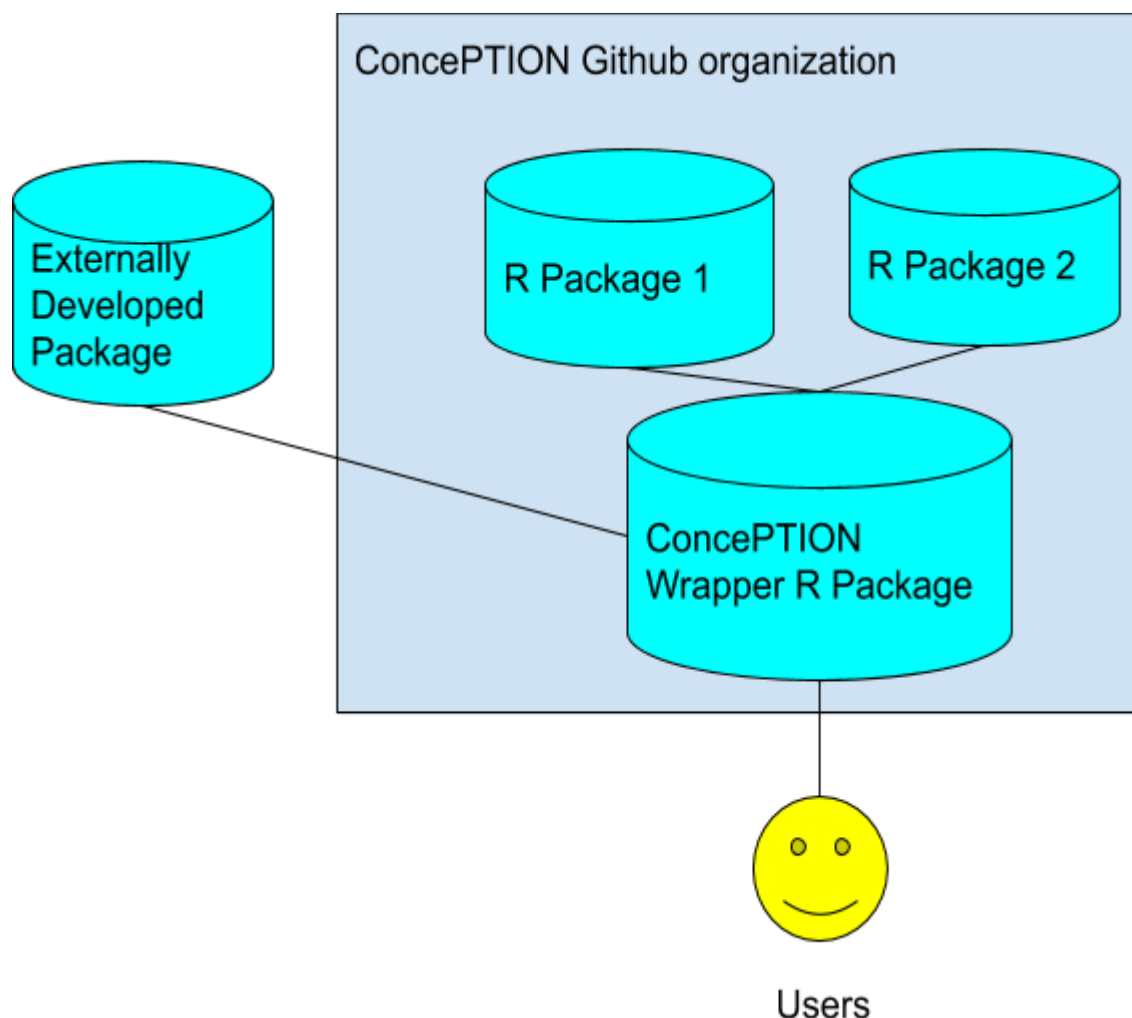 ConcePTION Github organization
Externally
Developed
Package
R Package 1
R Package 2
ConcePTION
Wrapper R Package
Users